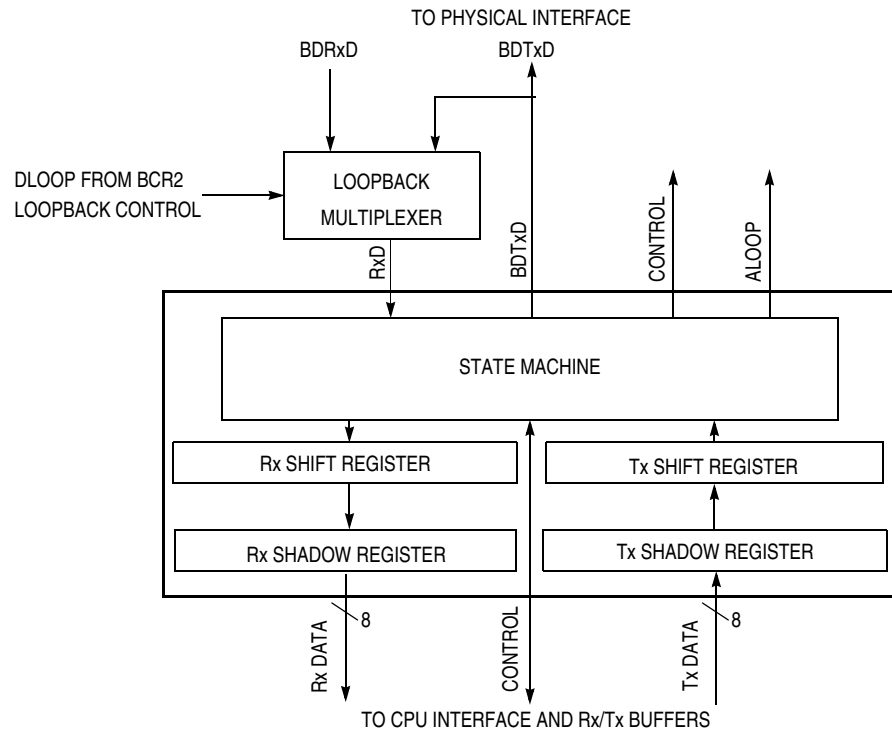 TO PHYSICAL INTERFACE
BDRxD
BDTxD
DLOOP FROM BCR2
LOOPBACK CONTROL
LOOPBACK
MULTIPLEXER
RxD
BDTxD
CONTROL
ALOOP
STATE MACHINE
Rx SHIFT REGISTER
Tx SHIFT REGISTER
Rx SHADOW REGISTER
Tx SHADOW REGISTER
Rx DATA
8
CONTROL
Tx DATA
8
TO CPU INTERFACE AND Rx/Tx BUFFERS